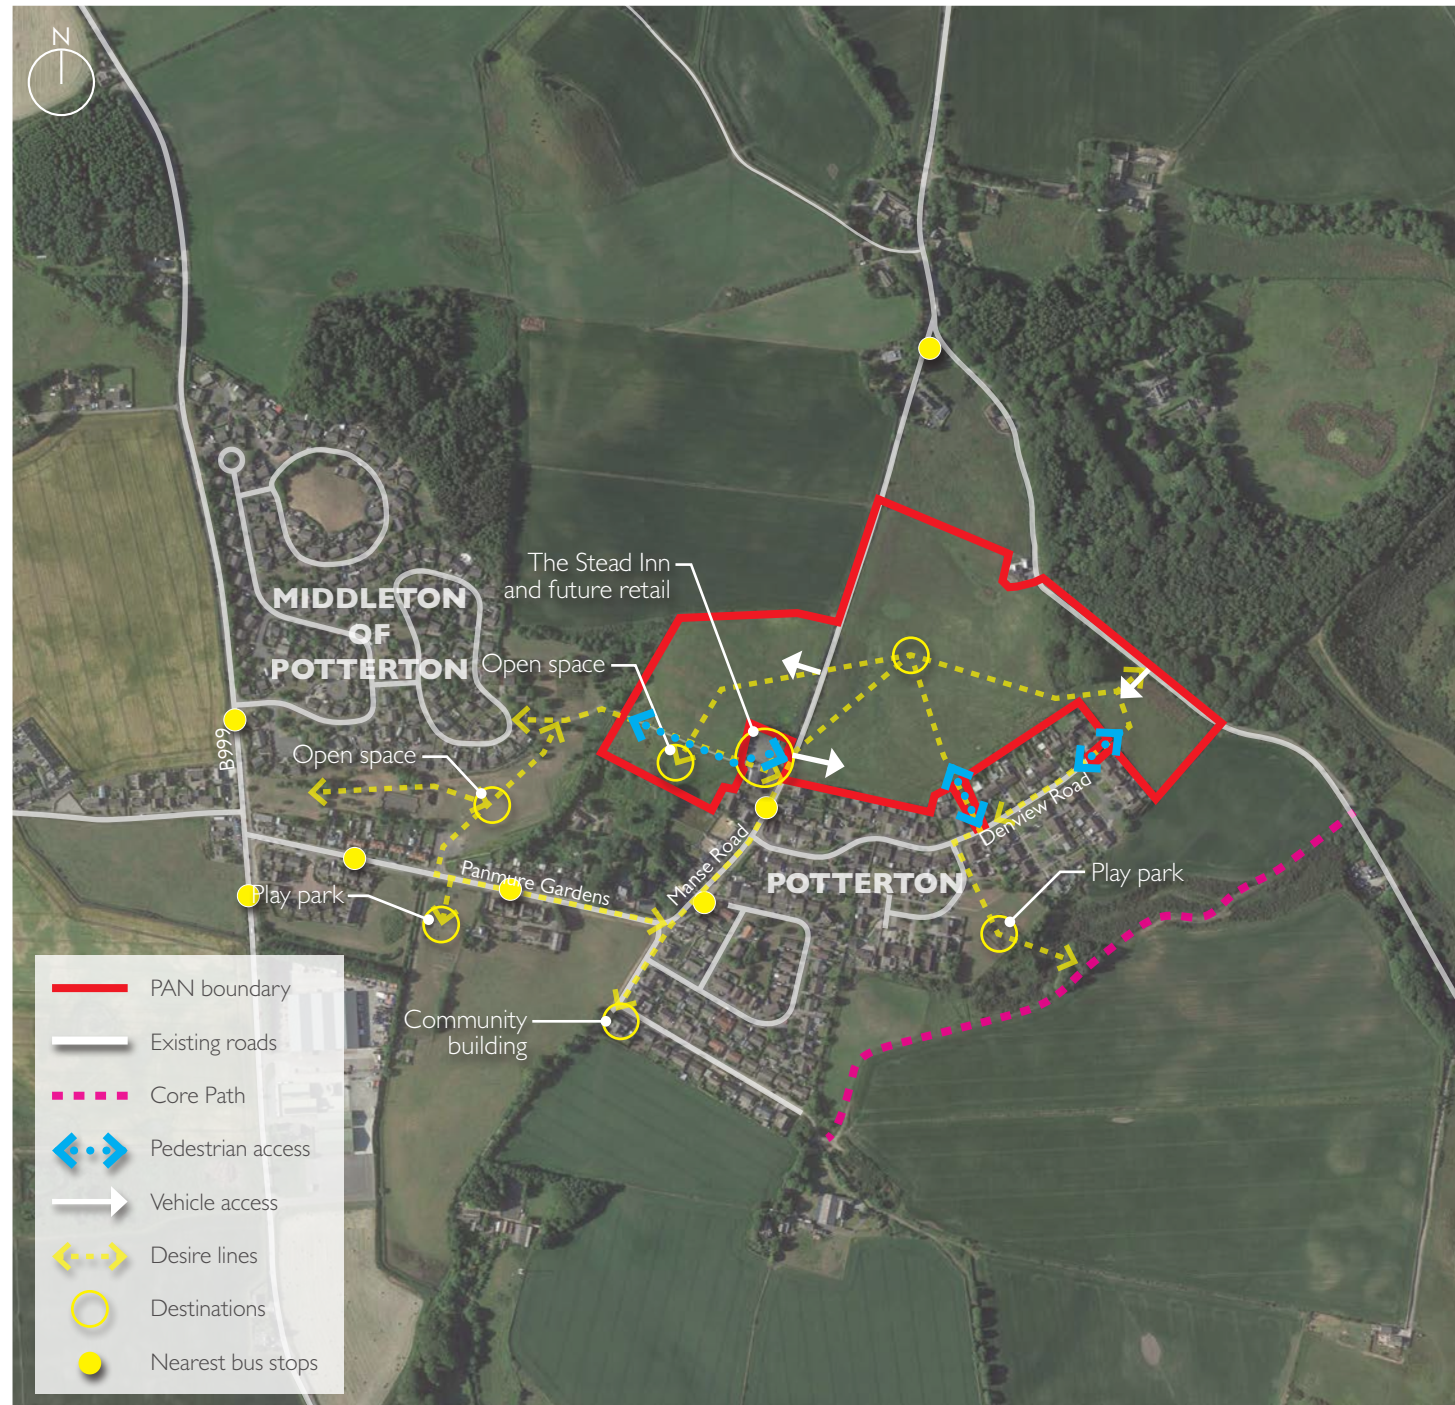 N
The Stead Inn
and future retail
MIDDLETON
OF
POTTERTON
Open space
B999
Open space
Denview Road
Manse Road
Panmure Gardens
POTTERTON
Play park
Play park
Community
building
PAN boundary
Existing roads
Core Path
Pedestrian access
Vehicle access
Desire lines
Destinations
Nearest bus stops